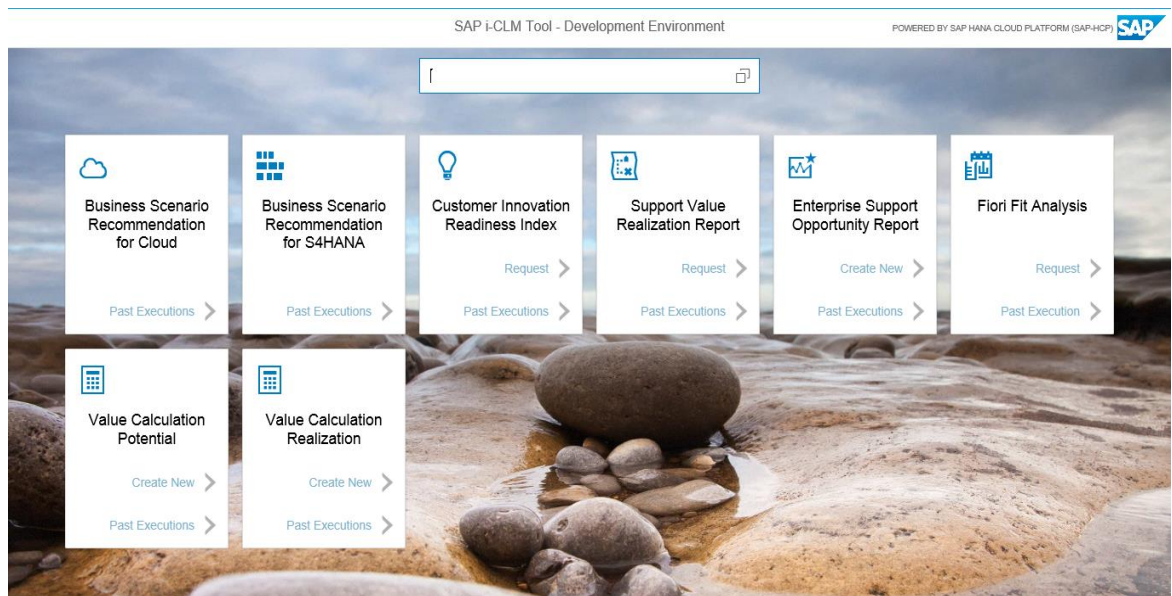 SAP i-CLM Tool - Development Environment
POWERED BY SAP HANA CLOUD PLATFORM (SAP-HCP)
SAP
Business Scenario
Recommendation
for Cloud
Past Executions
Business Scenario
Recommendation
for S4HANA
Past Executions
Customer Innovation
Readiness Index
Request
Past Executions
Support Value
Realization Report
Request
Past Executions
Enterprise Support
Opportunity Report
Create New
Past Executions
Fiori Fit Analysis
Request
Past Execution
Value Calculation
Potential
Create New
Past Executions
Value Calculation
Realization
Create New
Past Executions